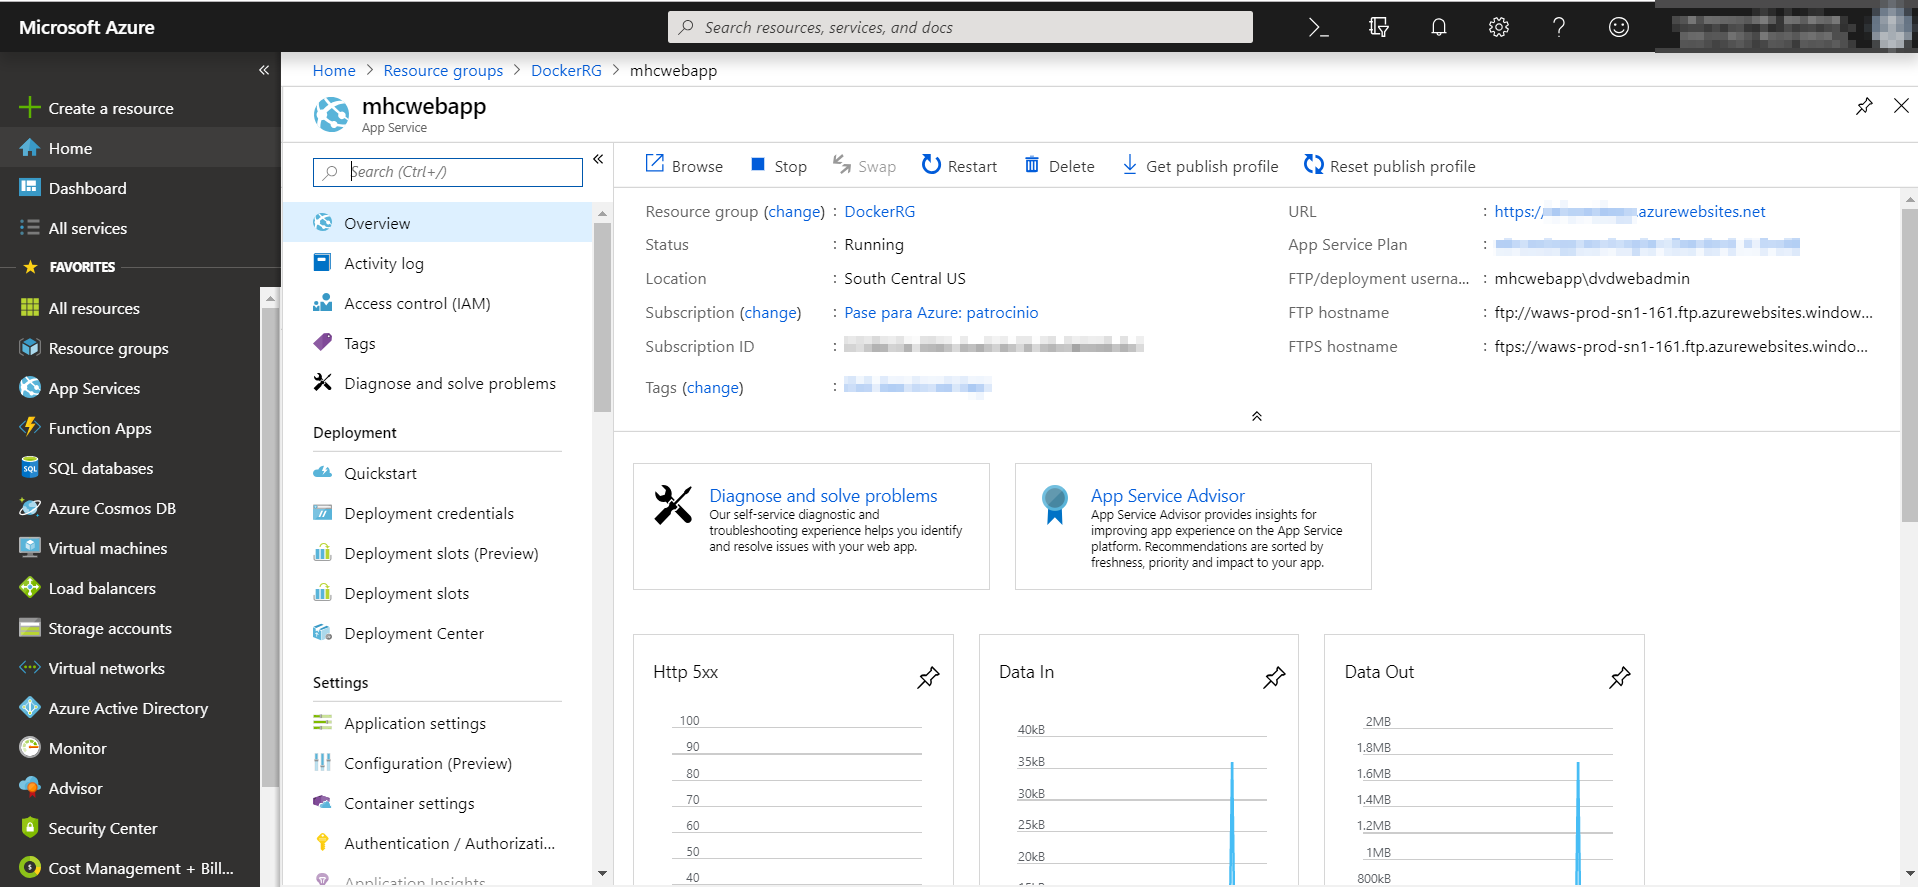 Microsoft Azure
Search resources, services, and docs
Create a resource
Home
Dashboard
All services
FAVORITES
All resources
Resource groups
App Services
Function Apps
SQL databases
Azure Cosmos DB
Virtual machines
Load balancers
Storage accounts
Virtual networks
Azure Active Directory
Monitor
Advisor
Security Center
Cost Management + Bill...
Home > Resource groups > DockerRG > mhcwebapp
mhcwebapp
App Service
Search (Ctrl+/)
Overview
Activity log
Access control (IAM)
Tags
Diagnose and solve problems
Deployment
Quickstart
Deployment credentials
Deployment slots (Preview)
Deployment slots
Deployment Center
Settings
Application settings
Configuration (Preview)
Container settings
Authentication / Authorizati...
Application Insights
Browse Stop Swap Restart Delete Get publish profile Reset publish profile
Resource group (change) : DockerRG
Status : Running
Location : South Central US
Subscription (change) : Pase para Azure: patrocinio
Subscription ID :
Tags (change) :
URL : https:// .azurewebsites.net
App Service Plan :
FTP/deployment userna... : mhcwebapp\dvdwebadmin
FTP hostname : ftp://waws-prod-sn1-161.ftp.azurewebsites.window...
FTPS hostname : ftps://waws-prod-sn1-161.ftp.azurewebsites.windo...
Diagnose and solve problems
Our self-service diagnostic and
troubleshooting experience helps you identify
and resolve issues with your web app.
App Service Advisor
App Service Advisor provides insights for
improving app experience on the App Service
platform. Recommendations are sorted by
freshness, priority and impact to your app.
Http 5xx
100
90
80
70
60
50
40
Data In
40kB
35kB
30kB
25kB
20kB
15kB
Data Out
2MB
1.8MB
1.6MB
1.4MB
1.2MB
1MB
800kB